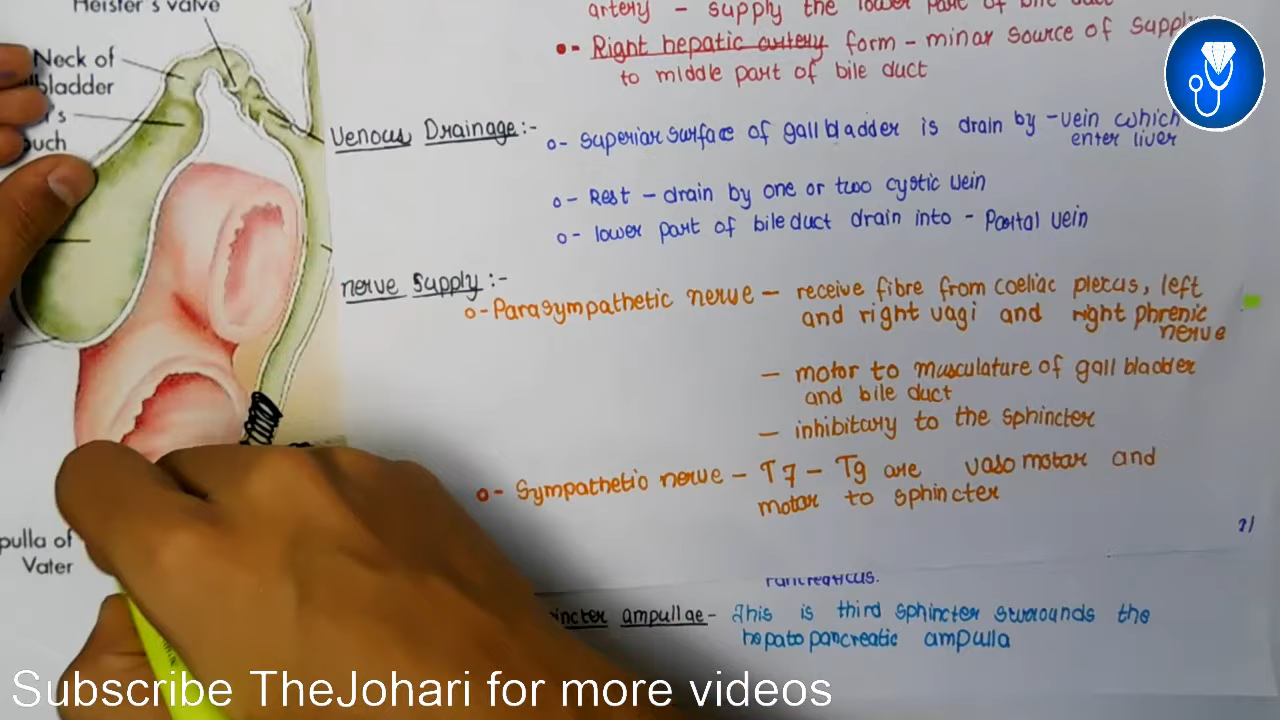 Heister's valve
Neck of
bladder
's
uch
pulla of
Vater
artery - supply the lower part of bile duct
Right hepatic artery form - minor source of supply
to middle part of bile duct
Venous Drainage:-
o- superior surface of gall bladder is drain by - vein which
enter liver
o- Rest - drain by one or two cystic vein
o- lower part of bile duct drain into - Portal vein
nerve supply:-
o- Parasympathetic nerve - receive fibre from coeliac plexus, left
and right vagi and right phrenic
nerve
- motor to musculature of gall bladder
and bile duct
- inhibitary to the sphincter
o- Sympathetic nerve - T7 - T9 are vasomotor and
motor to sphincter
Pancreaticus.
incter ampullae- This is third sphincter surrounds the
hepato pancreatic ampulla
Subscribe TheJohari for more videos